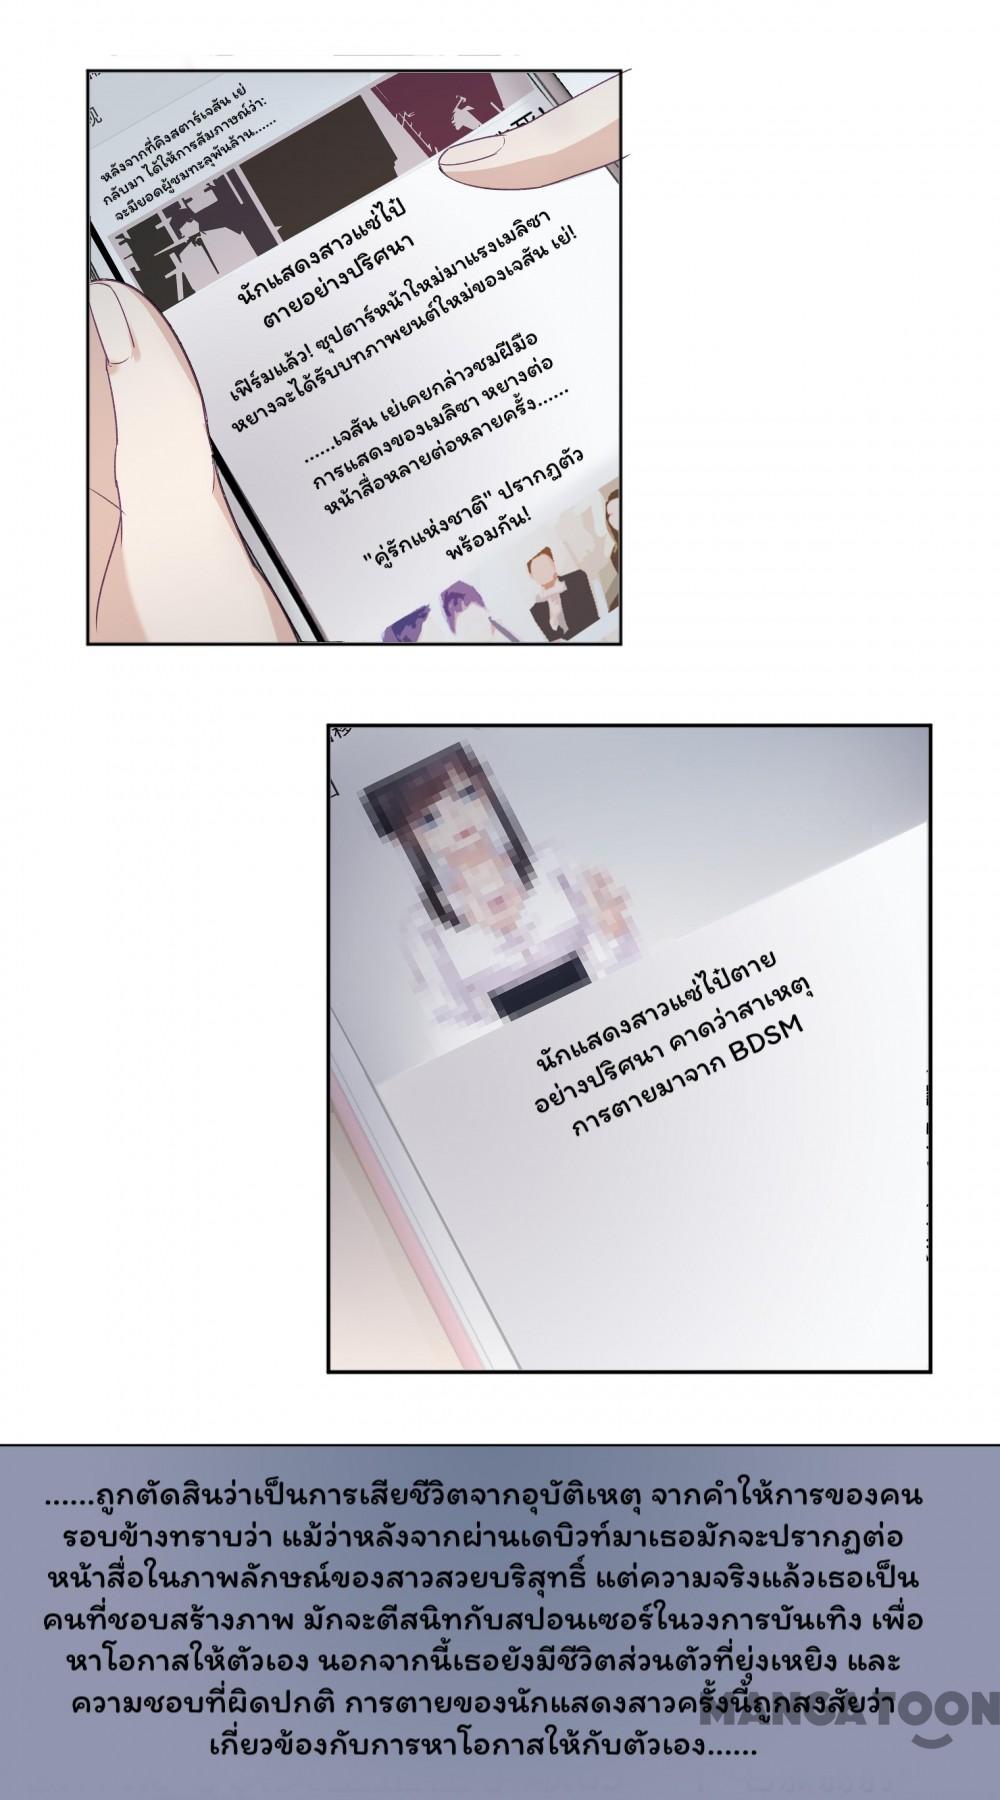 หลังจากที่คิงสตาร์เจสัน เย่
กลับมา ได้ให้การสัมภาษณ์ว่า:
จะมียอดผู้ชมทะลุพันล้าน......
นักแสดงสาวแซ่ไป๋
ตายอย่างปริศนา
เฟิร์มแล้ว! ซุปตาร์หน้าใหม่มาแรงเมลิซา
หยางจะได้รับบทภาพยนต์ใหม่ของเจสัน เย่!
......เจสัน เย่เคยกล่าวชมฝีมือ
การแสดงของเมลิซา หยางต่อ
หน้าสื่อหลายต่อหลายครั้ง......
"คู่รักแห่งชาติ" ปรากฏตัว
พร้อมกัน!
นักแสดงสาวแซ่ไป๋ตาย
อย่างปริศนา คาดว่าสาเหตุ
การตายมาจาก BDSM
......ถูกตัดสินว่าเป็นการเสียชีวิตจากอุบัติเหตุ จากคำให้การของคน
รอบข้างทราบว่า แม้ว่าหลังจากผ่านเดบิวท์มาเธอมักจะปรากฏต่อ
หน้าสื่อในภาพลักษณ์ของสาวสวยบริสุทธิ์ แต่ความจริงแล้วเธอเป็น
คนที่ชอบสร้างภาพ มักจะตีสนิทกับสปอนเซอร์ในวงการบันเทิง เพื่อ
หาโอกาสให้ตัวเอง นอกจากนี้เธอยังมีชีวิตส่วนตัวที่ยุ่งเหยิง และ
ความชอบที่ผิดปกติ การตายของนักแสดงสาวครั้งนี้ถูกสงสัยว่า
เกี่ยวข้องกับการหาโอกาสให้กับตัวเอง......
MANGATOON